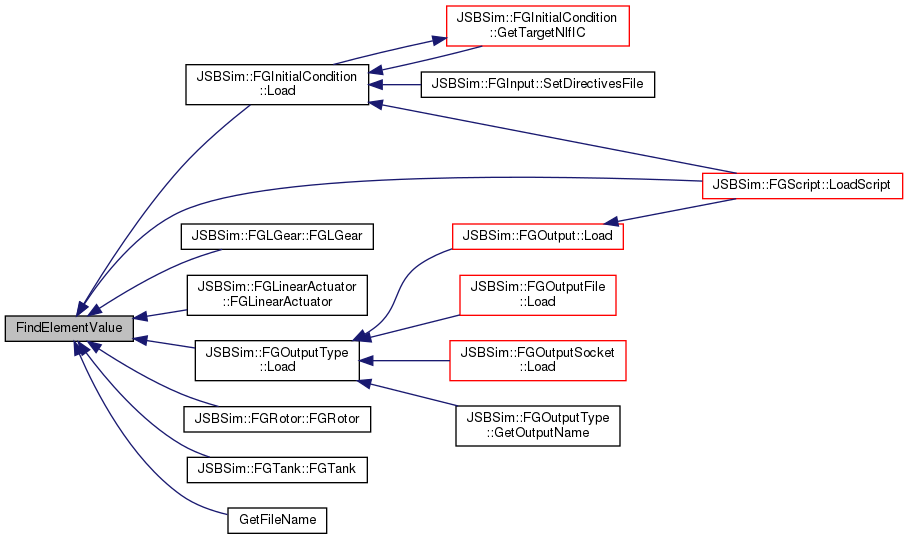 JSBSim::FGInitialCondition
::GetTargetNlfIC
JSBSim::FGInitialCondition
::Load
JSBSim::FGInput::SetDirectivesFile
JSBSim::FGScript::LoadScript
JSBSim::FGLGear::FGLGear
JSBSim::FGOutput::Load
JSBSim::FGLinearActuator
::FGLinearActuator
JSBSim::FGOutputFile
::Load
FindElementValue
JSBSim::FGOutputType
::Load
JSBSim::FGOutputSocket
::Load
JSBSim::FGRotor::FGRotor
JSBSim::FGOutputType
::GetOutputName
JSBSim::FGTank::FGTank
GetFileName